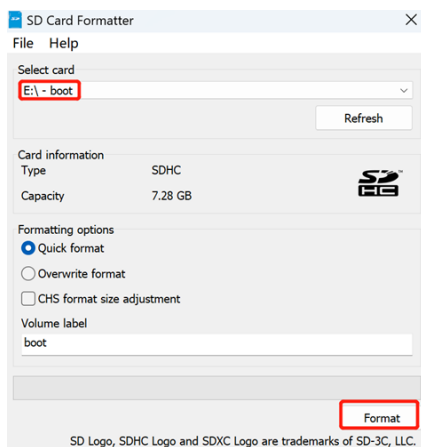 SD Card Formatter
File Help
Select card
E:\ - boot
Refresh
Card information
Type SDHC
Capacity 7.28 GB
SD
HC
Formatting options
Quick format
Overwrite format
CHS format size adjustment
Volume label
boot
Format
SD Logo, SDHC Logo and SDXC Logo are trademarks of SD-3C, LLC.